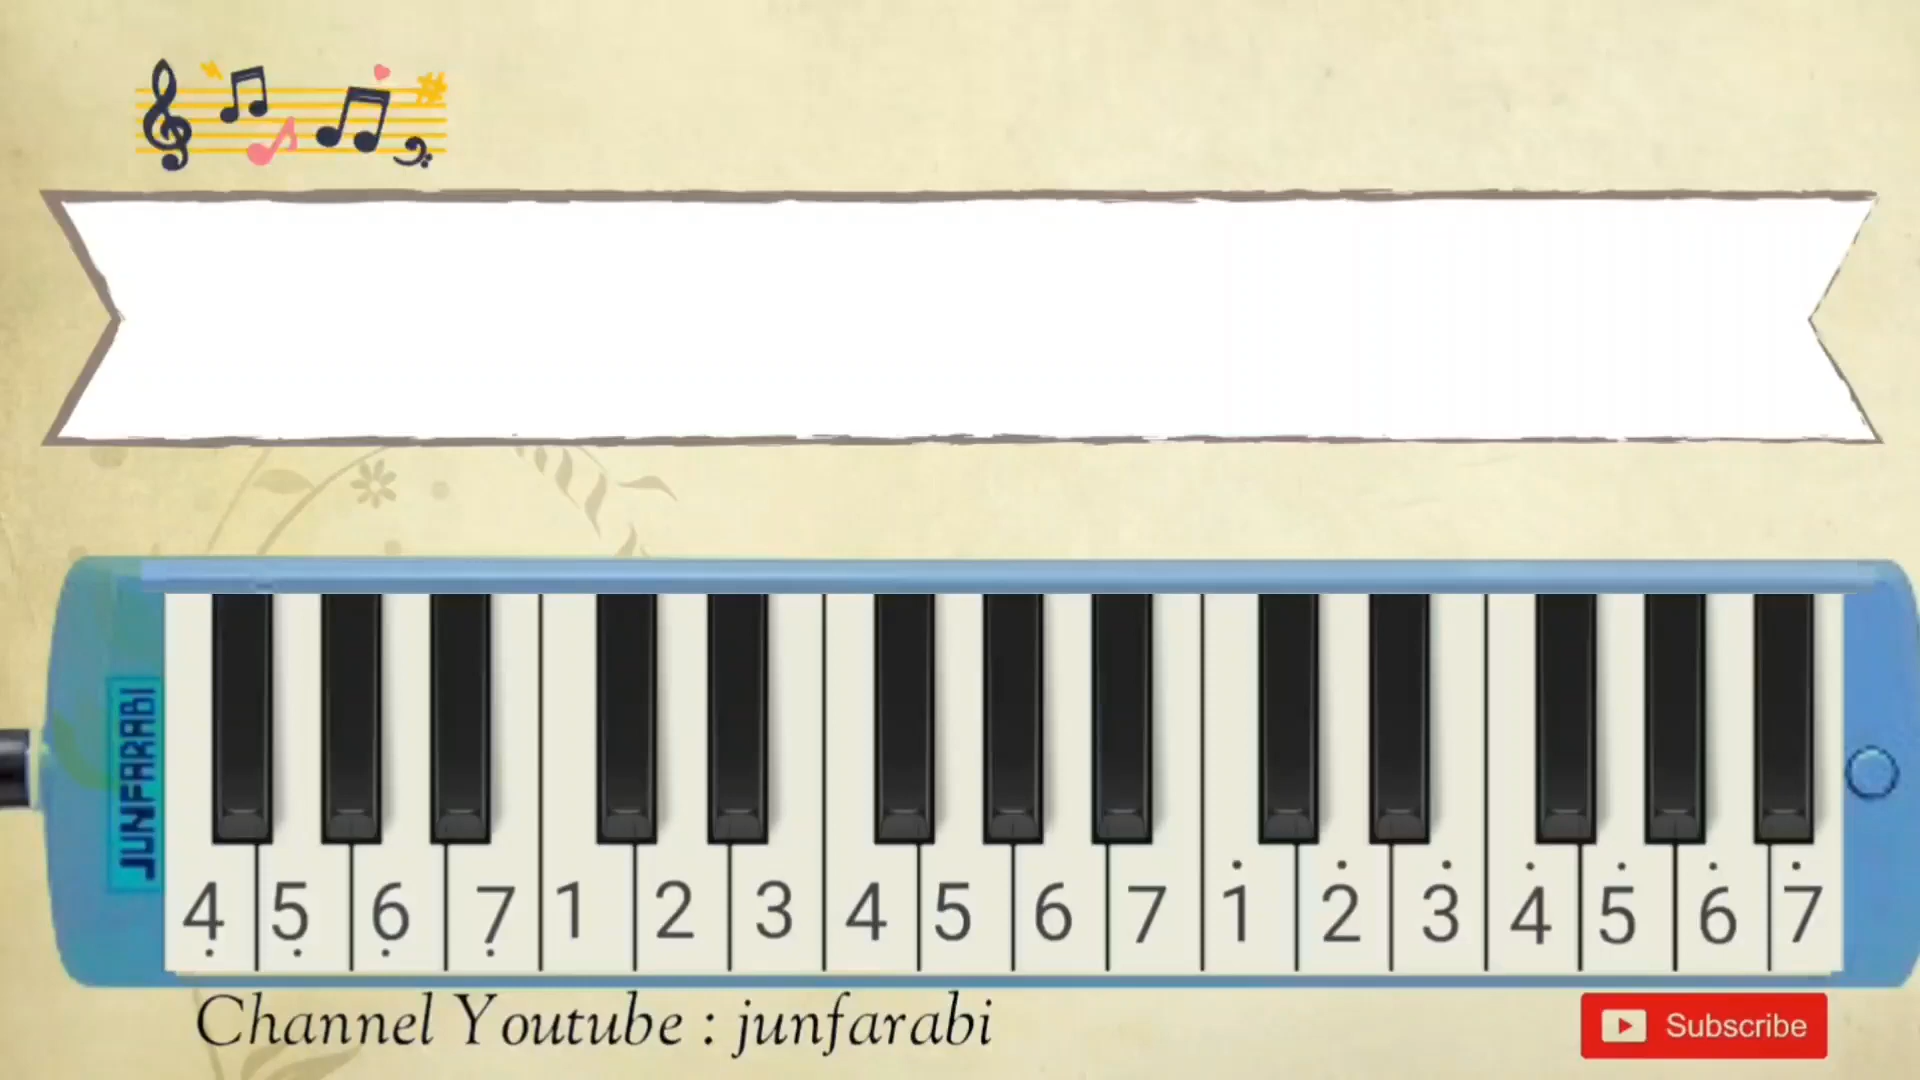 JUNFARABI
4̣ 5̣ 6̣ 7̣ 1 2 3 4 5 6 7 1̇ 2̇ 3̇ 4̇ 5̇ 6̇ 7̇
Channel Youtube : junfarabi
Subscribe